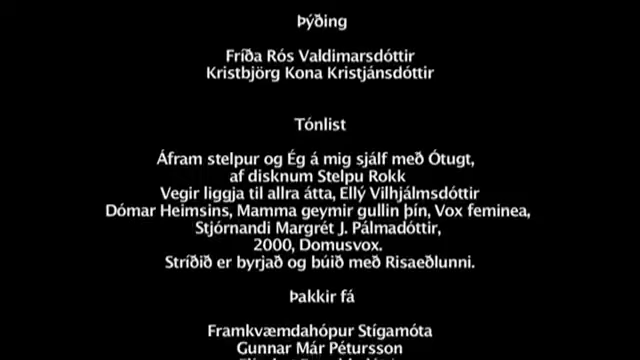 Þýðing
Fríða Rós Valdimarsdóttir
Kristbjörg Kona Kristjánsdóttir
Tónlist
Áfram stelpur og Ég á mig sjálf með Ótugt,
af disknum Stelpu Rokk
Vegir liggja til allra átta, Ellý Vilhjálmsdóttir
Dómar Heimsins, Mamma geymir gullin þín, Vox feminea,
Stjórnandi Margrét J. Pálmadóttir,
2000, Domusvox.
Stríðið er byrjað og búið með Risaeðlunni.
Þakkir fá
Framkvæmdahópur Stígamóta
Gunnar Már Pétursson